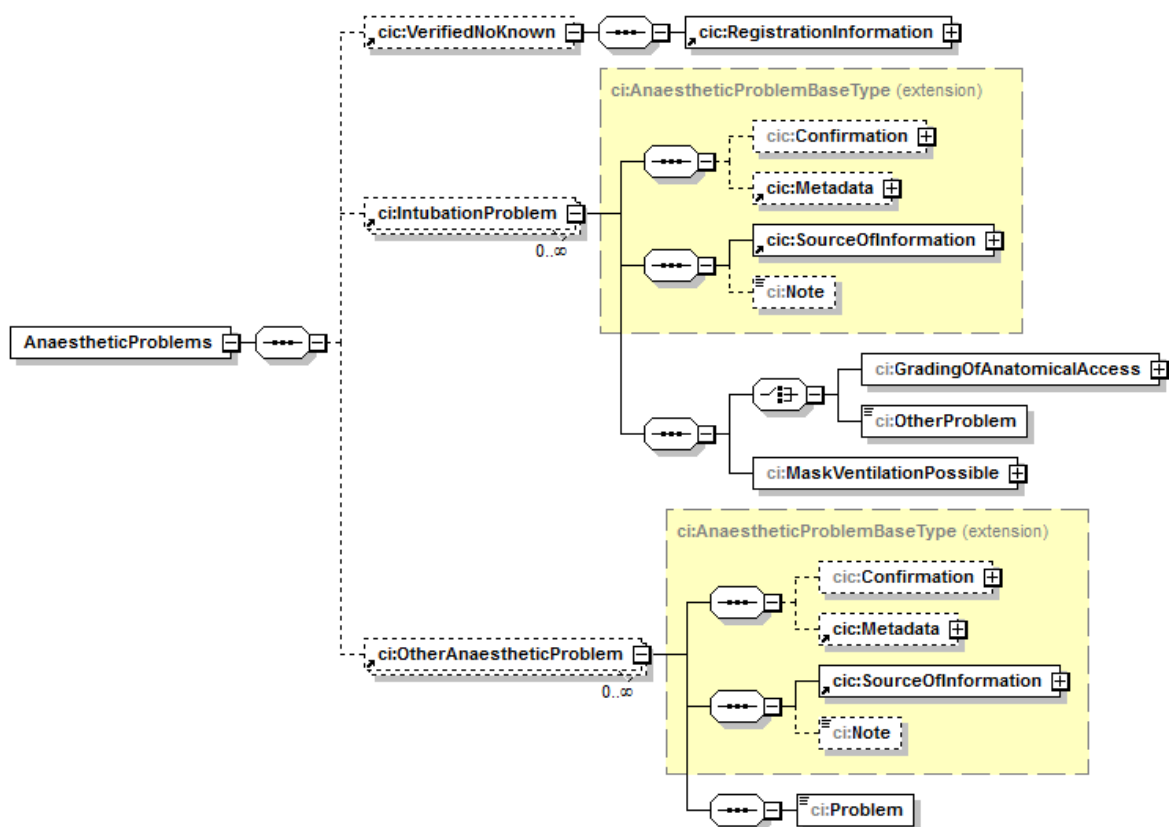 cic:VerifiedNoKnown
cic:RegistrationInformation
ci:AnaestheticProblemBaseType (extension)
cic:Confirmation
cic:Metadata
ci:IntubationProblem
0..∞
cic:SourceOfInformation
ci:Note
AnaestheticProblems
ci:GradingOfAnatomicalAccess
ci:OtherProblem
ci:MaskVentilationPossible
ci:AnaestheticProblemBaseType (extension)
cic:Confirmation
cic:Metadata
ci:OtherAnaestheticProblem
0..∞
cic:SourceOfInformation
ci:Note
ci:Problem